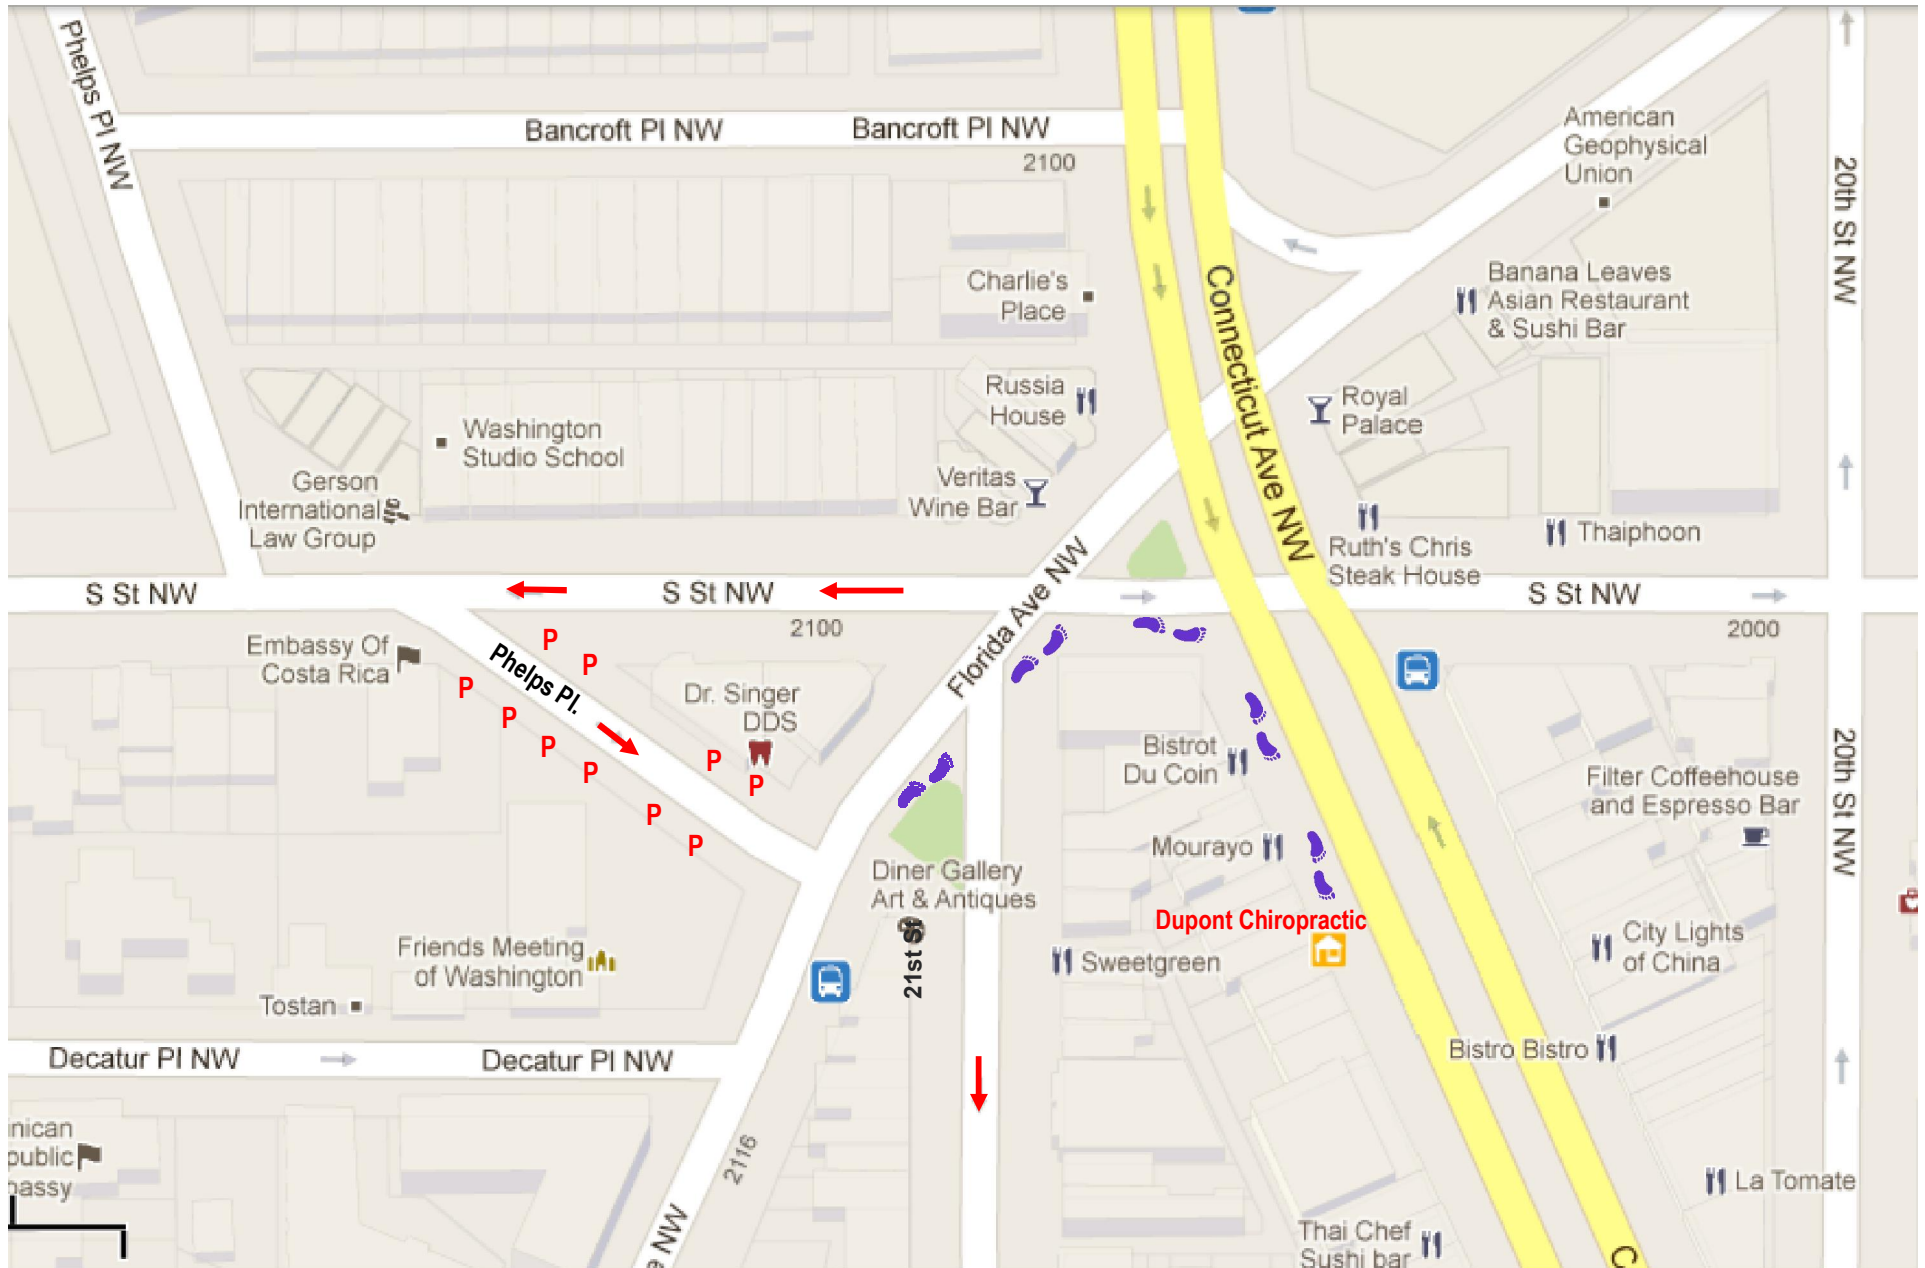 Phelps Pl NW
Bancroft Pl NW
Bancroft Pl NW
2100
American
Geophysical
Union
20th St NW
Charlie's
Place
Connecticut Ave NW
Banana Leaves
Asian Restaurant
& Sushi Bar
Russia
House
Royal
Palace
Washington
Studio School
Veritas
Wine Bar
Gerson
International
Law Group
Ruth's Chris
Steak House
Thaiphoon
S St NW
S St NW
S St NW
2100
2000
Florida Ave NW
Embassy Of
Costa Rica
P
P
P
P
P
P
P
P
P
P
Phelps Pl.
Dr. Singer
DDS
Bistrot
Du Coin
Filter Coffeehouse
and Espresso Bar
20th St NW
Mourayo
Diner Gallery
Art & Antiques
Dupont Chiropractic
21st St
Friends Meeting
of Washington
Sweetgreen
City Lights
of China
Tostan
Decatur Pl NW
Decatur Pl NW
Bistro Bistro
inican
public
bassy
2116
e NW
La Tomate
Thai Chef
Sushi bar
C